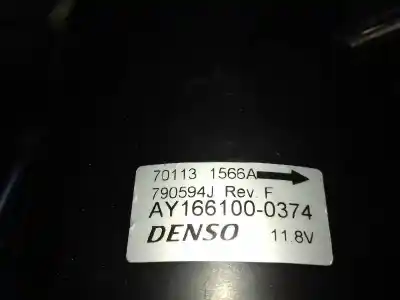 70113 1566A
790594J Rev. F
AY166100-0374
DENSO 11.8V